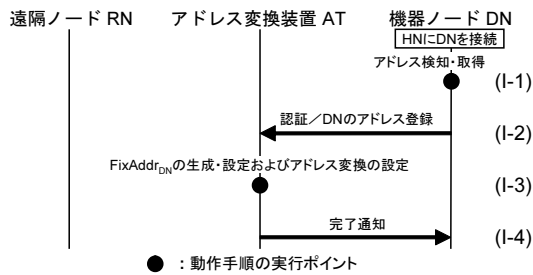 遠隔ノード RN アドレス変換装置 AT 機器ノード DN
HNにDNを接続
アドレス検知・取得
(I-1)
認証／DNのアドレス登録
(I-2)
FixAddrDNの生成・設定およびアドレス変換の設定
(I-3)
完了通知
(I-4)
● ：動作手順の実行ポイント